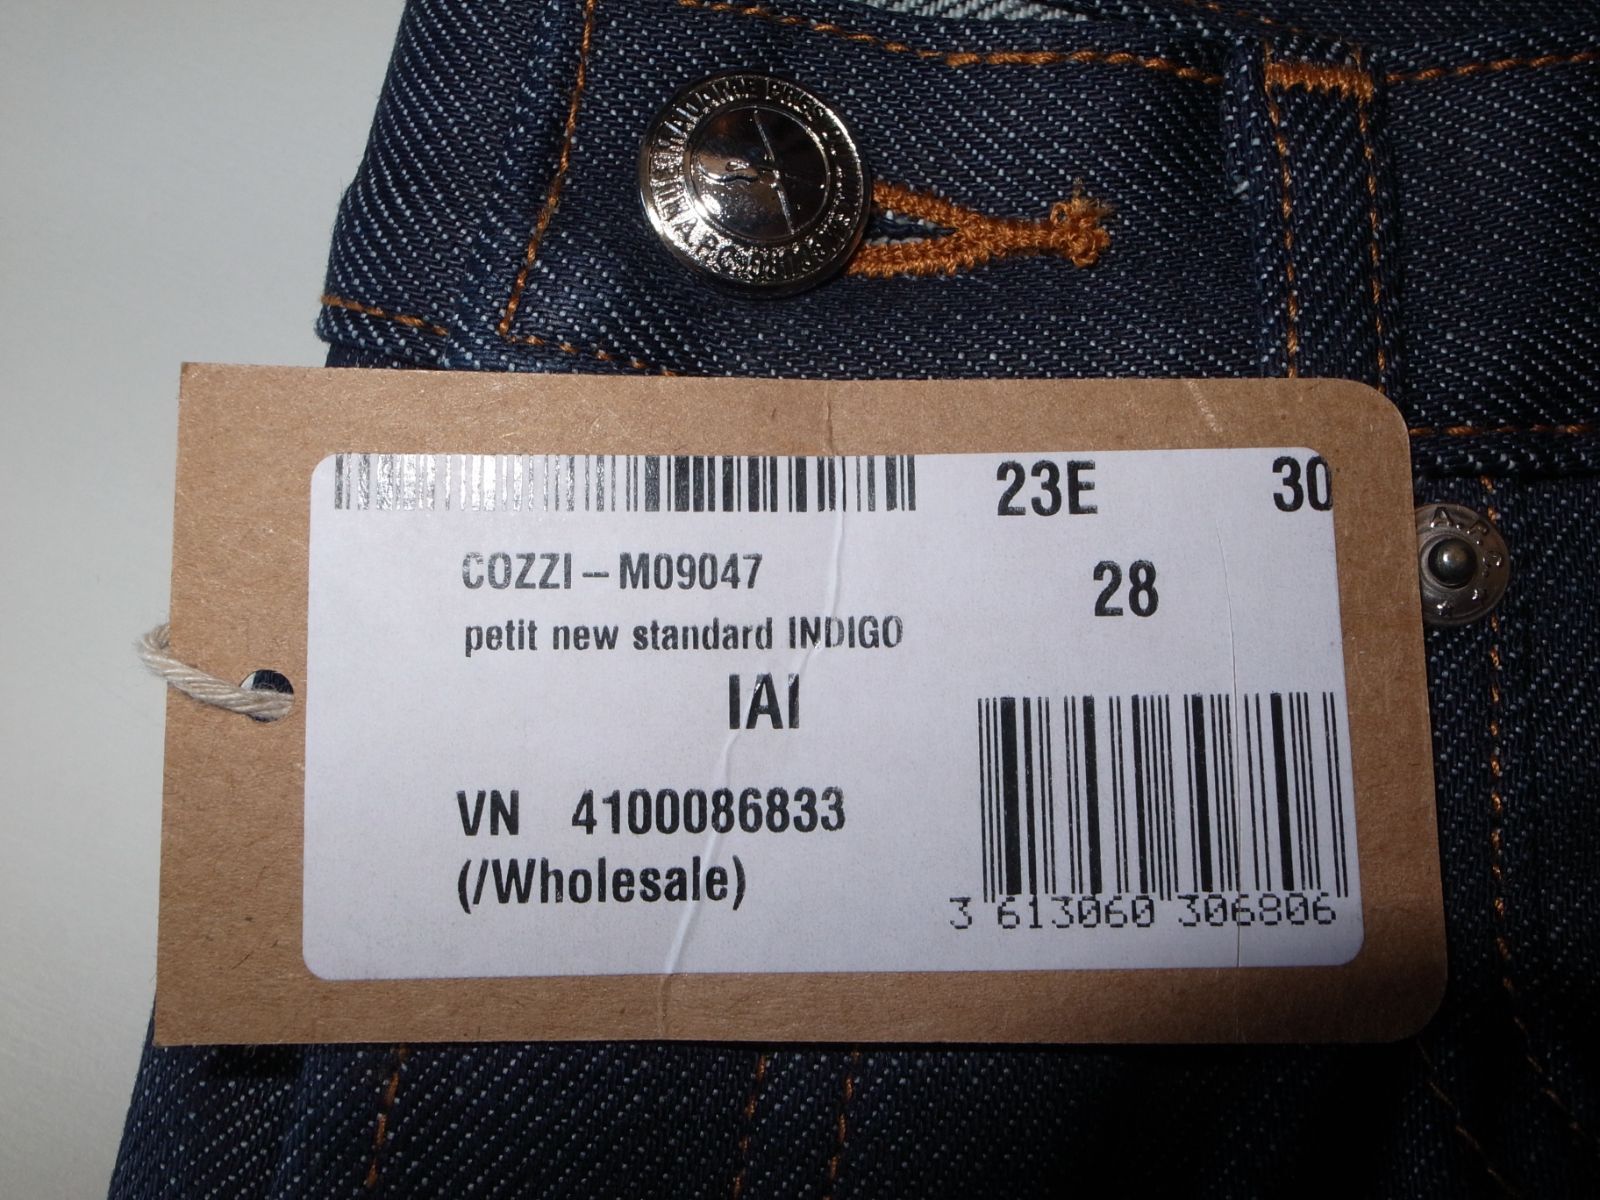 23E 30
COZZI – M09047
28
petit new standard INDIGO
IAI
VN 4100086833
(/Wholesale)
3 613060 306806
A.P.C.